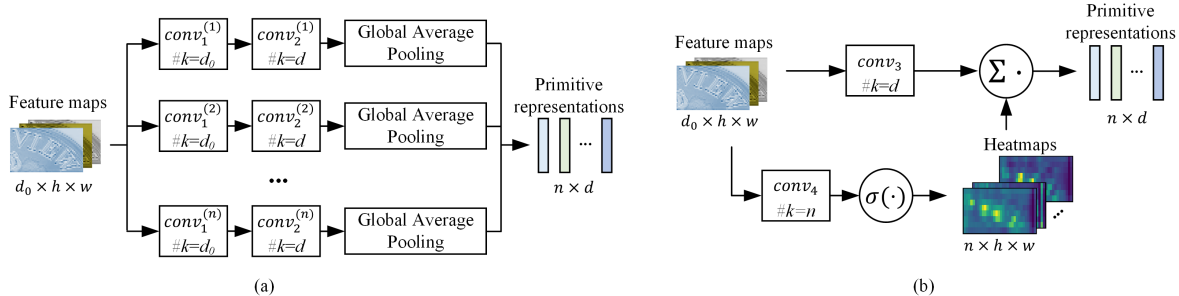 Feature maps
d₀ × h × w
conv₁⁽¹⁾
#k=d₀
conv₂⁽¹⁾
#k=d
Global Average
Pooling
conv₁⁽²⁾
#k=d₀
conv₂⁽²⁾
#k=d
Global Average
Pooling
...
conv₁⁽ⁿ⁾
#k=d₀
conv₂⁽ⁿ⁾
#k=d
Global Average
Pooling
Primitive
representations
...
n × d
(a)
Feature maps
VIEW
d₀ × h × w
conv₃
#k=d
Σ ·
Primitive
representations
...
n × d
conv₄
#k=n
σ(·)
Heatmaps
...
n × h × w
(b)